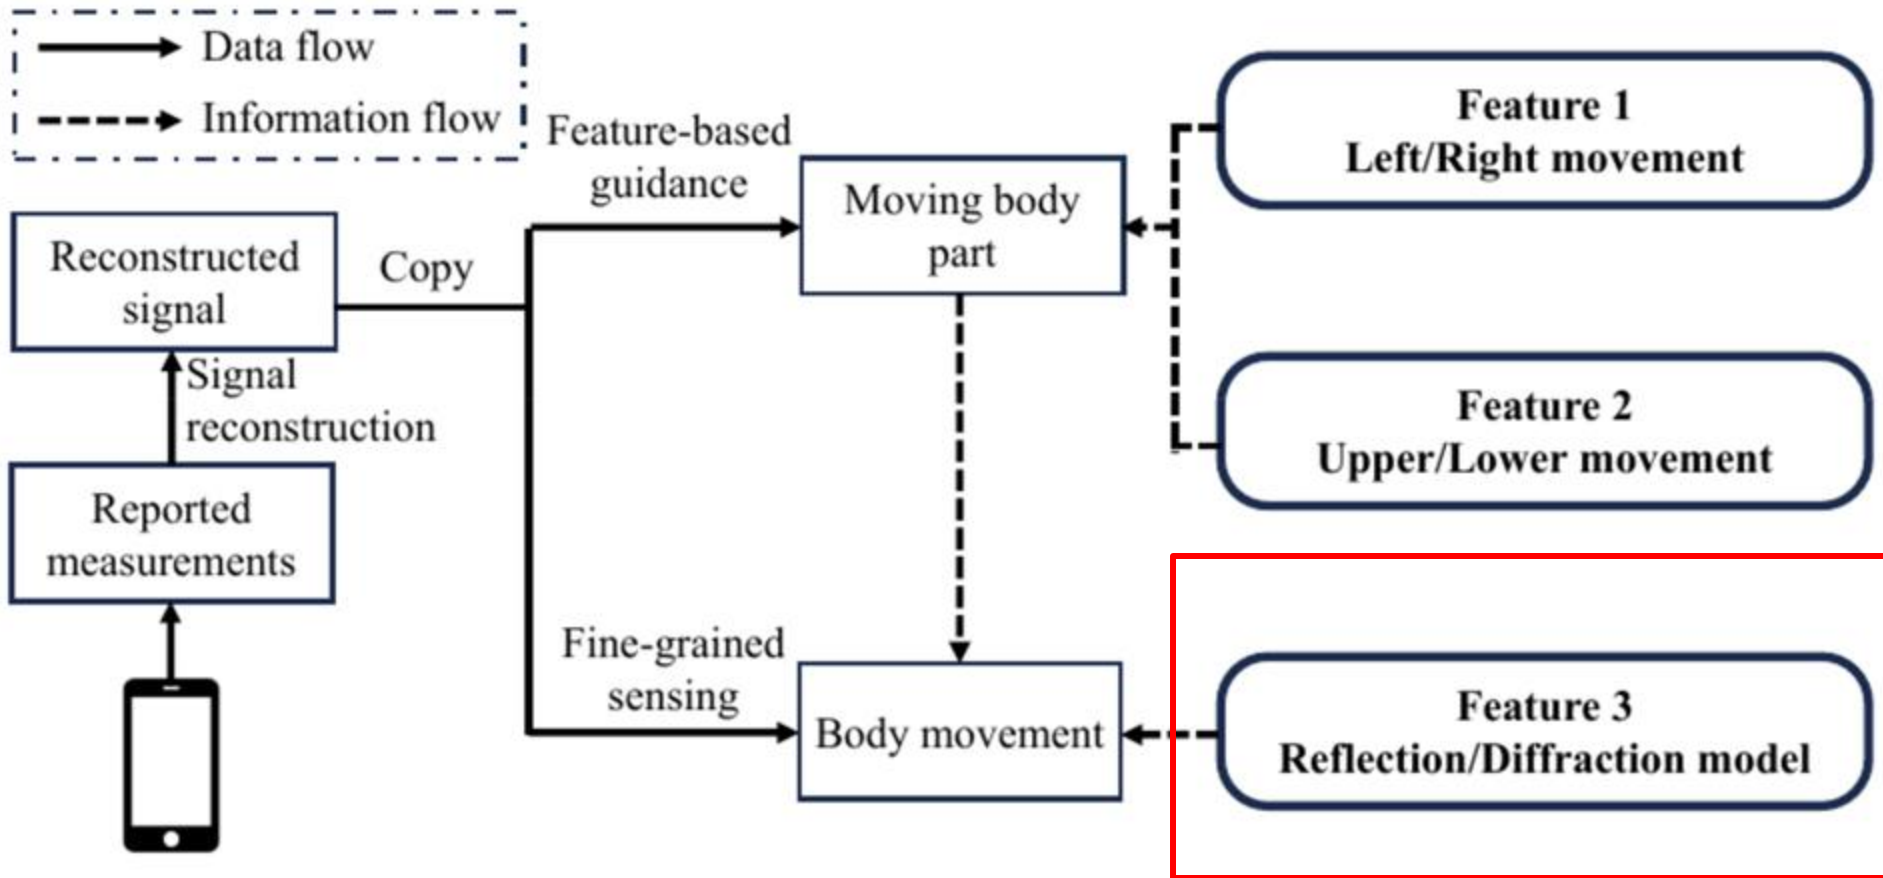 Data flow
Information flow
Feature-based
guidance
Feature 1
Left/Right movement
Moving body
part
Reconstructed
signal
Copy
Signal
reconstruction
Feature 2
Upper/Lower movement
Reported
measurements
Fine-grained
sensing
Body movement
Feature 3
Reflection/Diffraction model